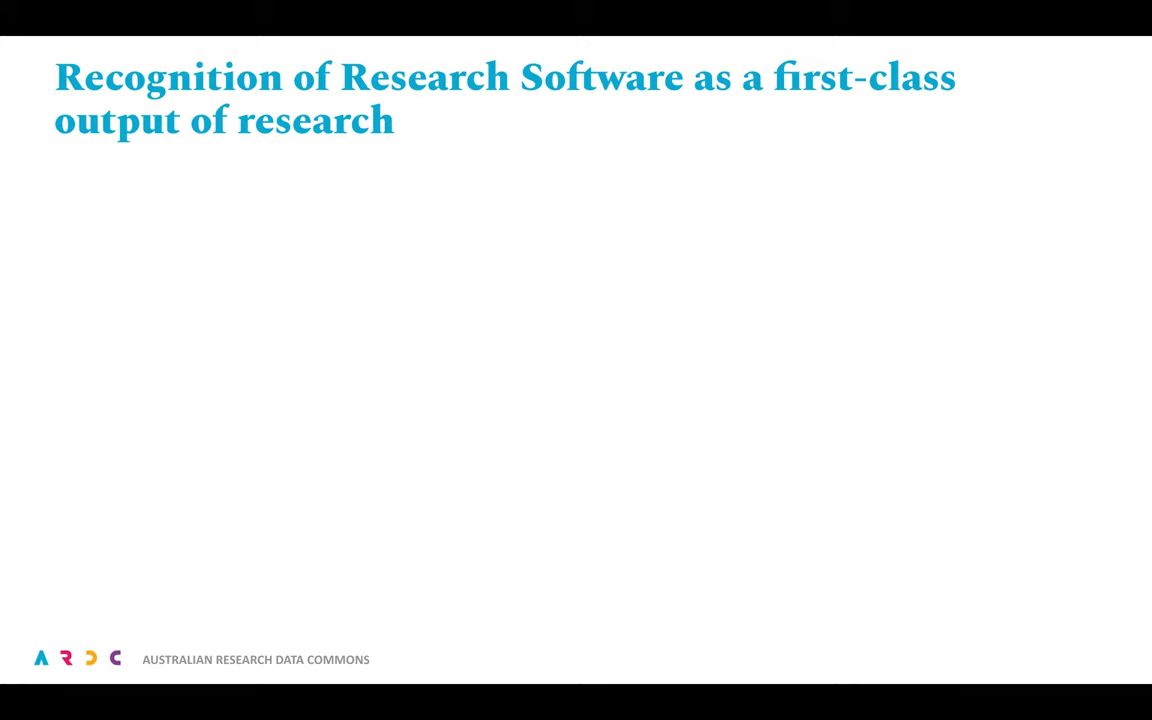 Recognition of Research Software as a first-class
output of research
ARDC AUSTRALIAN RESEARCH DATA COMMONS